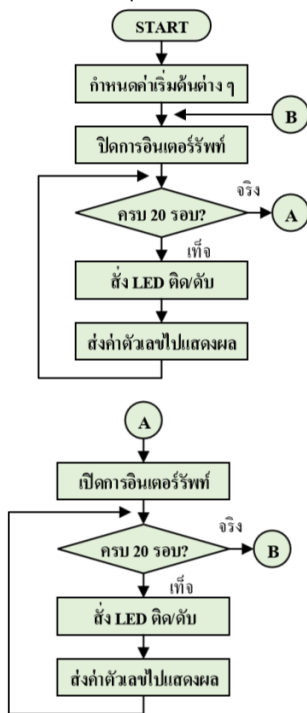 START
กำหนดค่าเริ่มต้นต่าง ๆ
B
ปิดการอินเตอร์รัพท์
จริง
ครบ 20 รอบ?
A
เท็จ
สั่ง LED ติด/ดับ
ส่งค่าตัวเลขไปแสดงผล
A
เปิดการอินเตอร์รัพท์
จริง
ครบ 20 รอบ?
B
เท็จ
สั่ง LED ติด/ดับ
ส่งค่าตัวเลขไปแสดงผล